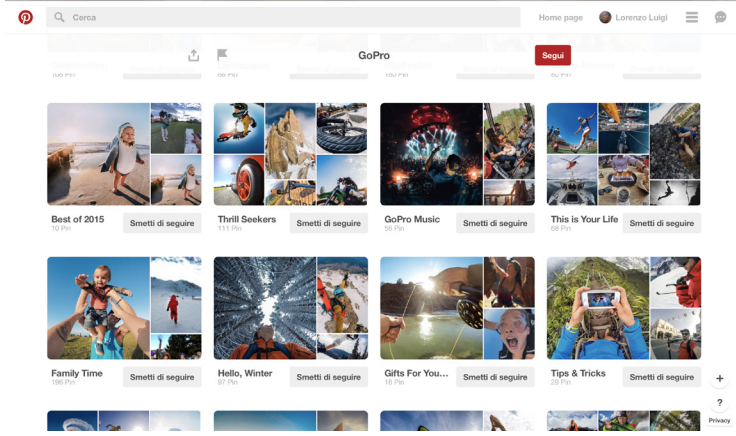 Cerca
Home page
Lorenzo Luigi
GoPro
Segui
Best of 2015
10 Pin
Smetti di seguire
Thrill Seekers
111 Pin
Smetti di seguire
GoPro Music
56 Pin
Smetti di seguire
This is Your Life
68 Pin
Smetti di seguire
Family Time
196 Pin
Smetti di seguire
Hello, Winter
97 Pin
Smetti di seguire
Gifts For You...
Smetti di seguire
Tips & Tricks
29 Pin
Smetti di seguire
+
?
Privacy